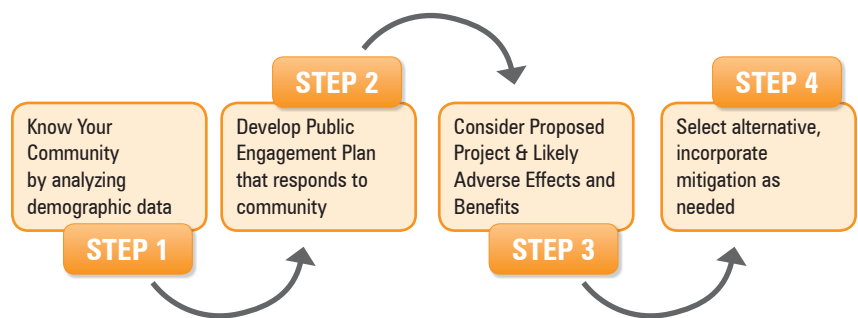 Know Your
Community
by analyzing
demographic data
STEP 1
STEP 2
Develop Public
Engagement Plan
that responds to
community
Consider Proposed
Project & Likely
Adverse Effects and
Benefits
STEP 3
STEP 4
Select alternative,
incorporate
mitigation as
needed